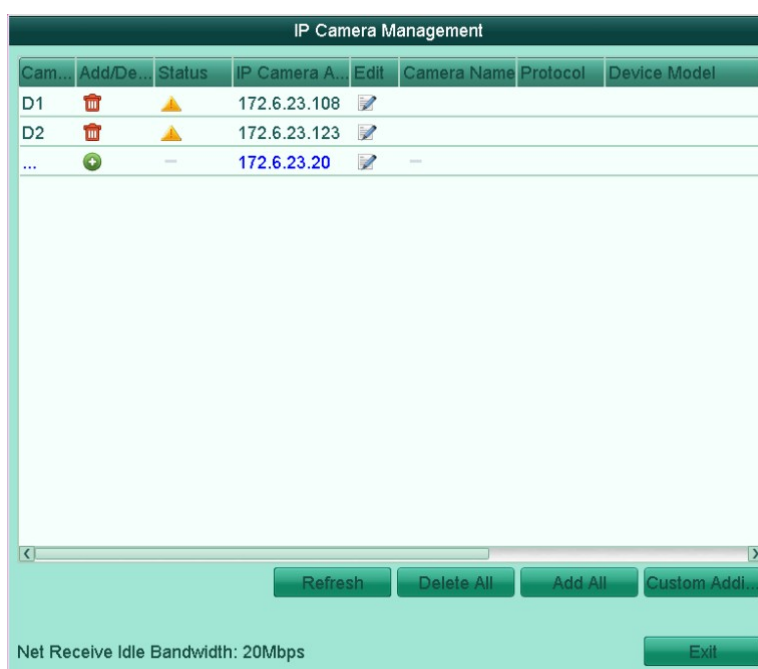 IP Camera Management
Cam... Add/De... Status IP Camera A... Edit Camera Name Protocol Device Model
D1 172.6.23.108
D2 172.6.23.123
... — 172.6.23.20 —
Refresh Delete All Add All Custom Addi...
Net Receive Idle Bandwidth: 20Mbps Exit